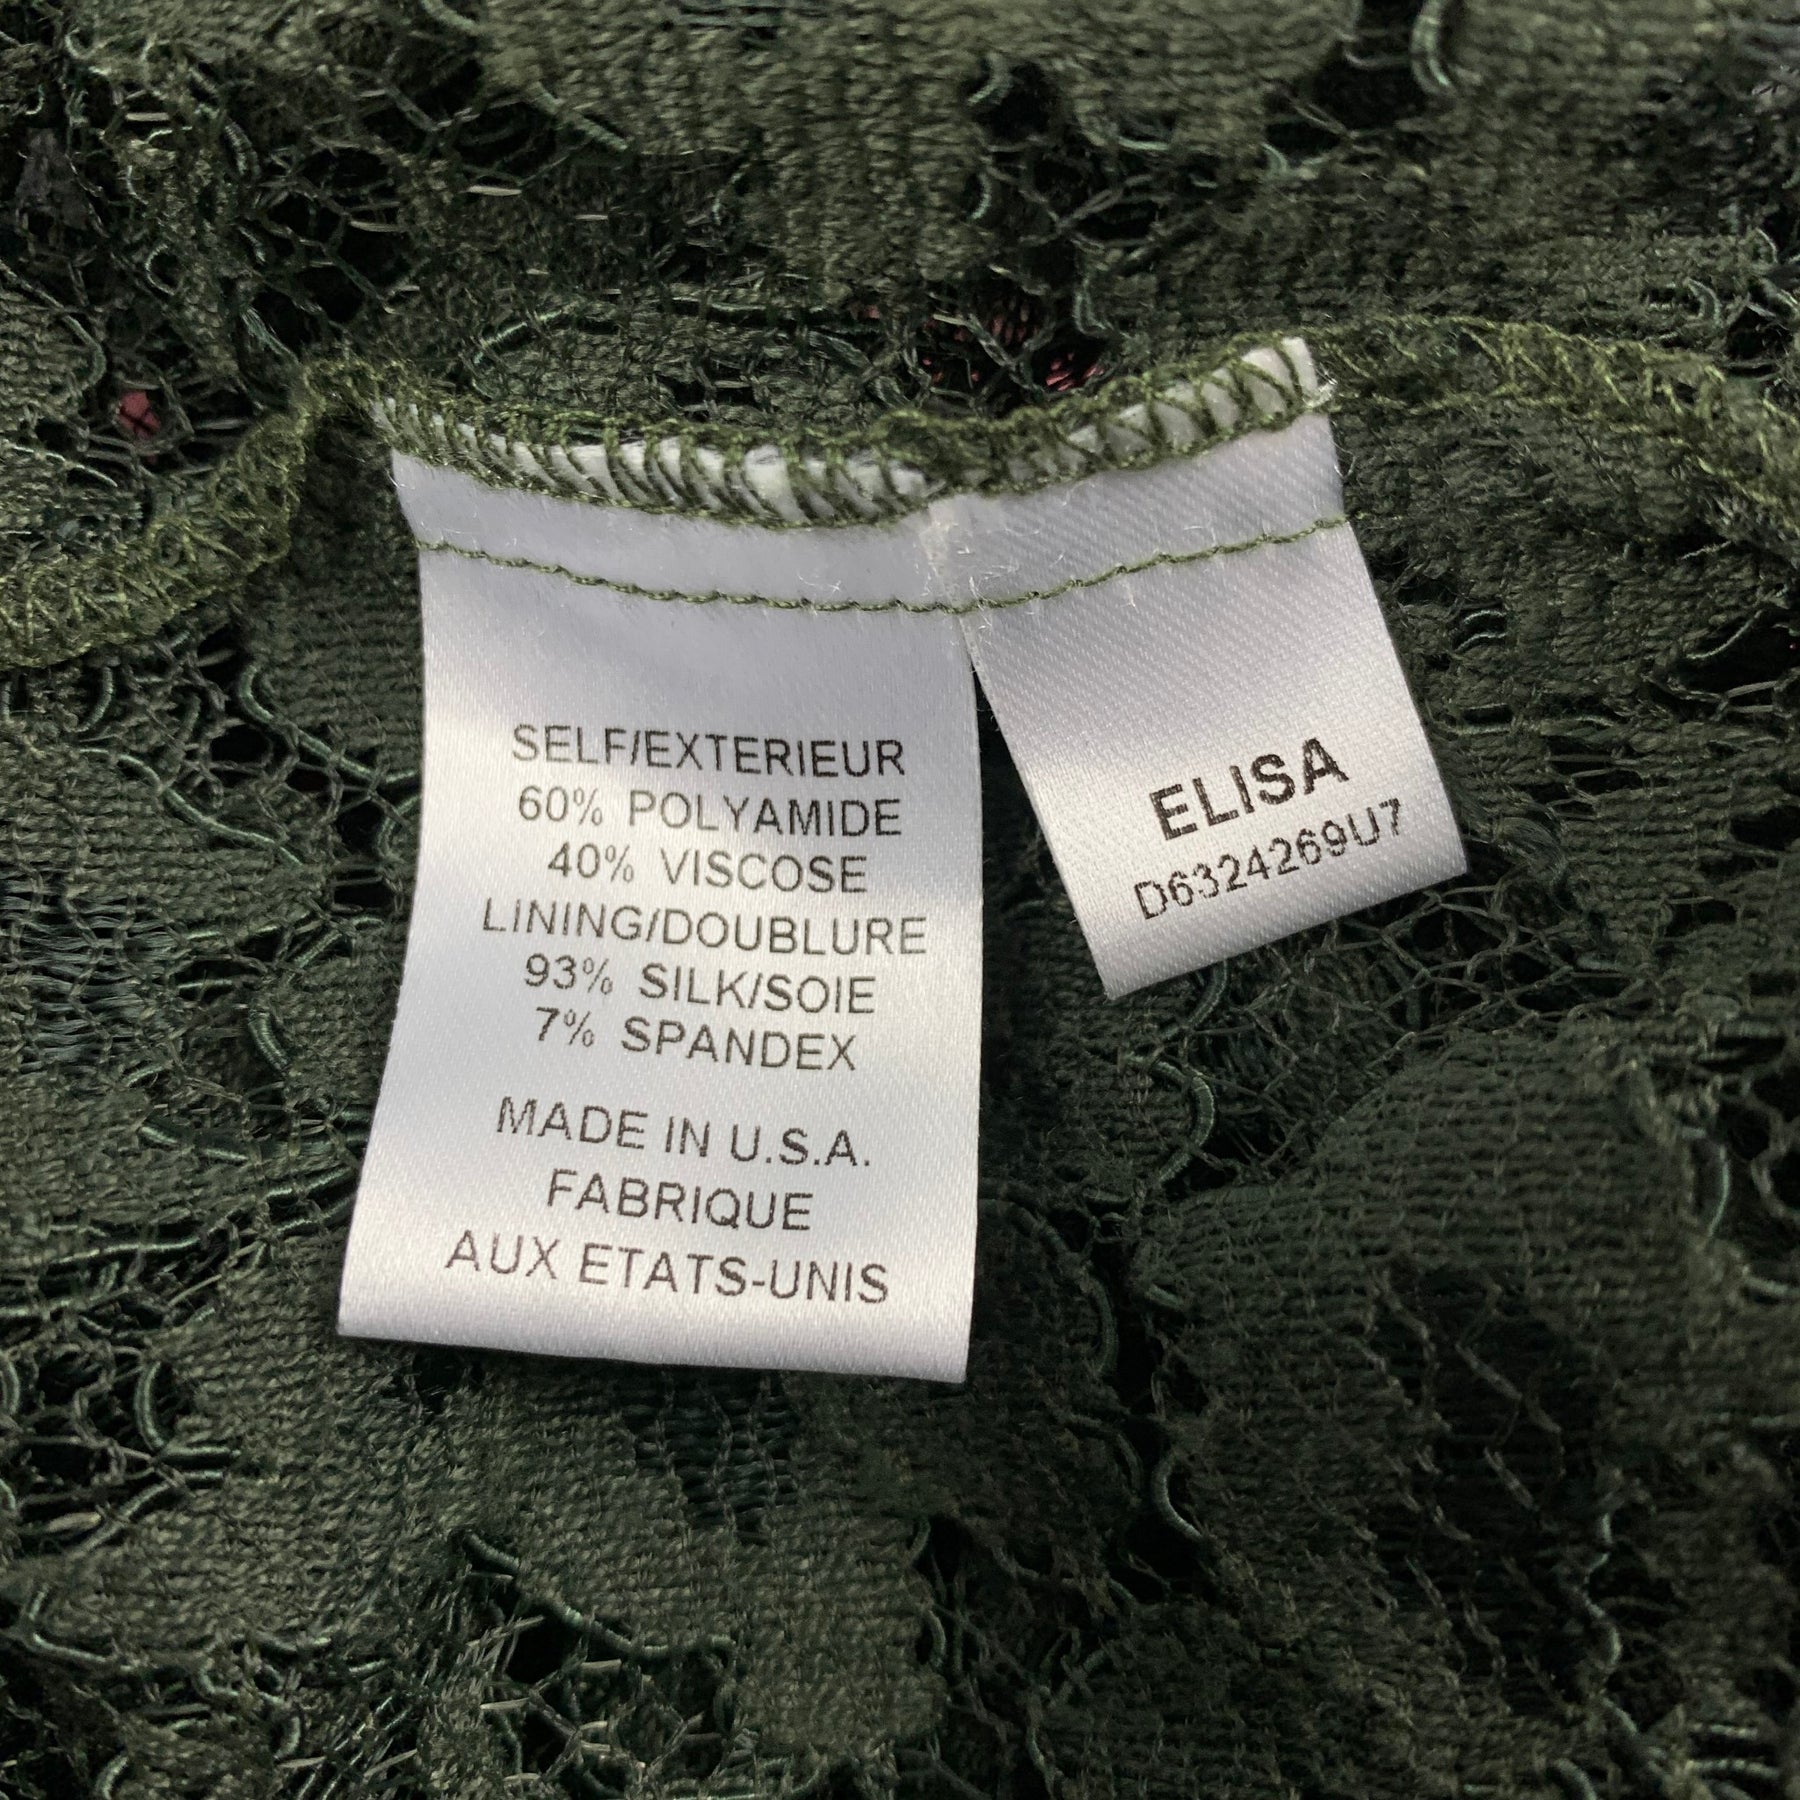 SELF/EXTERIEUR
60% POLYAMIDE
40% VISCOSE
LINING/DOUBLURE
93% SILK/SOIE
7% SPANDEX
MADE IN U.S.A.
FABRIQUE
AUX ETATS-UNIS
ELISA
D6324269U7